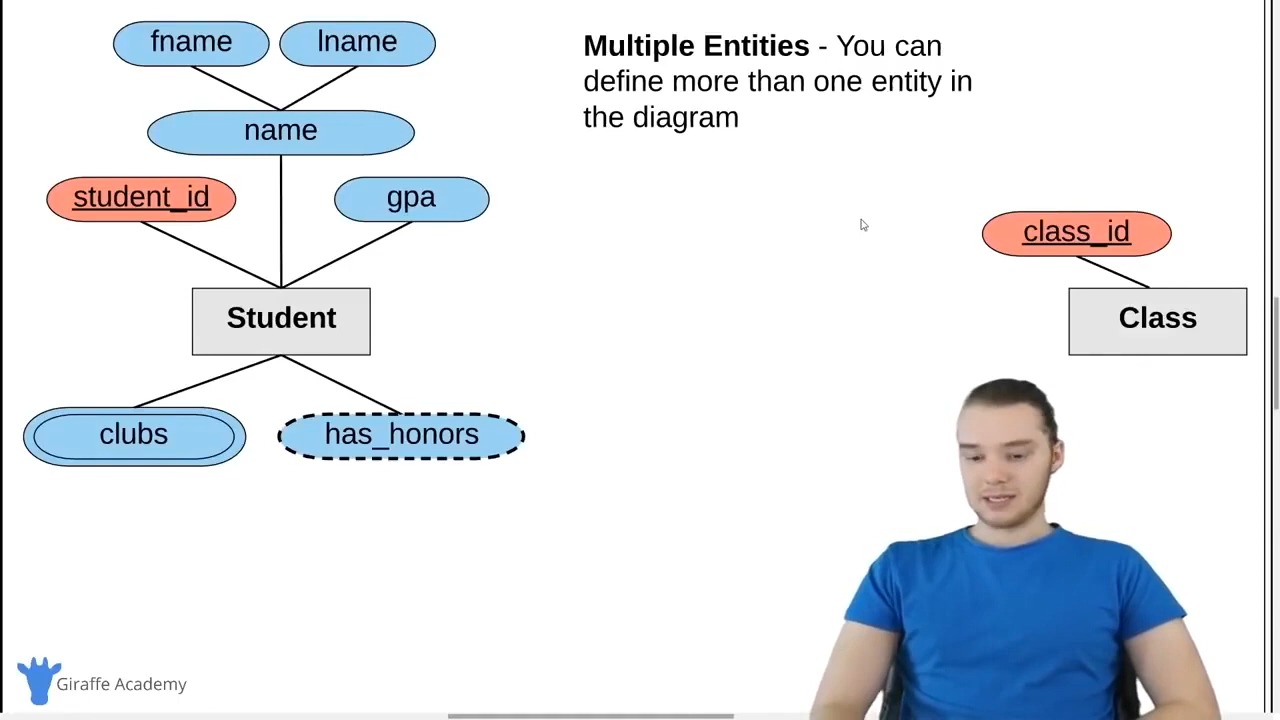 fname
lname
Multiple Entities - You can
define more than one entity in
the diagram
name
student_id
gpa
class_id
Student
Class
clubs
has_honors
Giraffe Academy